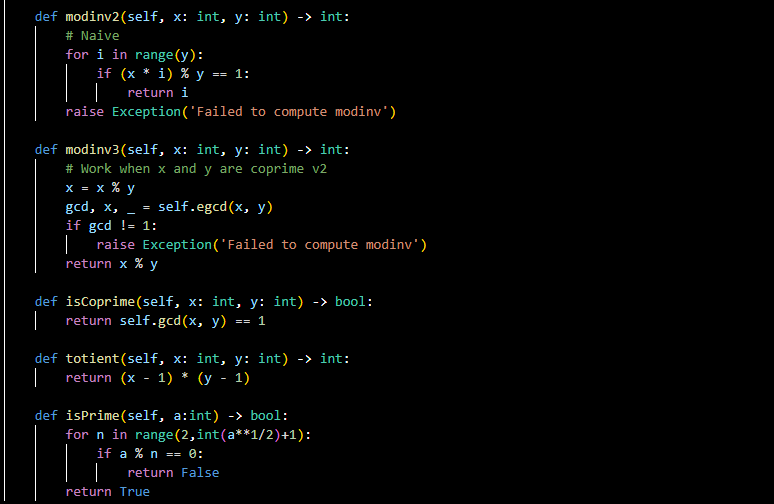 def modinv2(self, x: int, y: int) -> int:
    # Naive
    for i in range(y):
        if (x * i) % y == 1:
            return i
    raise Exception('Failed to compute modinv')
def modinv3(self, x: int, y: int) -> int:
    # Work when x and y are coprime v2
    x = x % y
    gcd, x, _ = self.egcd(x, y)
    if gcd != 1:
        raise Exception('Failed to compute modinv')
    return x % y
def isCoprime(self, x: int, y: int) -> bool:
    return self.gcd(x, y) == 1
def totient(self, x: int, y: int) -> int:
    return (x - 1) * (y - 1)
def isPrime(self, a:int) -> bool:
    for n in range(2,int(a**1/2)+1):
        if a % n == 0:
            return False
    return True